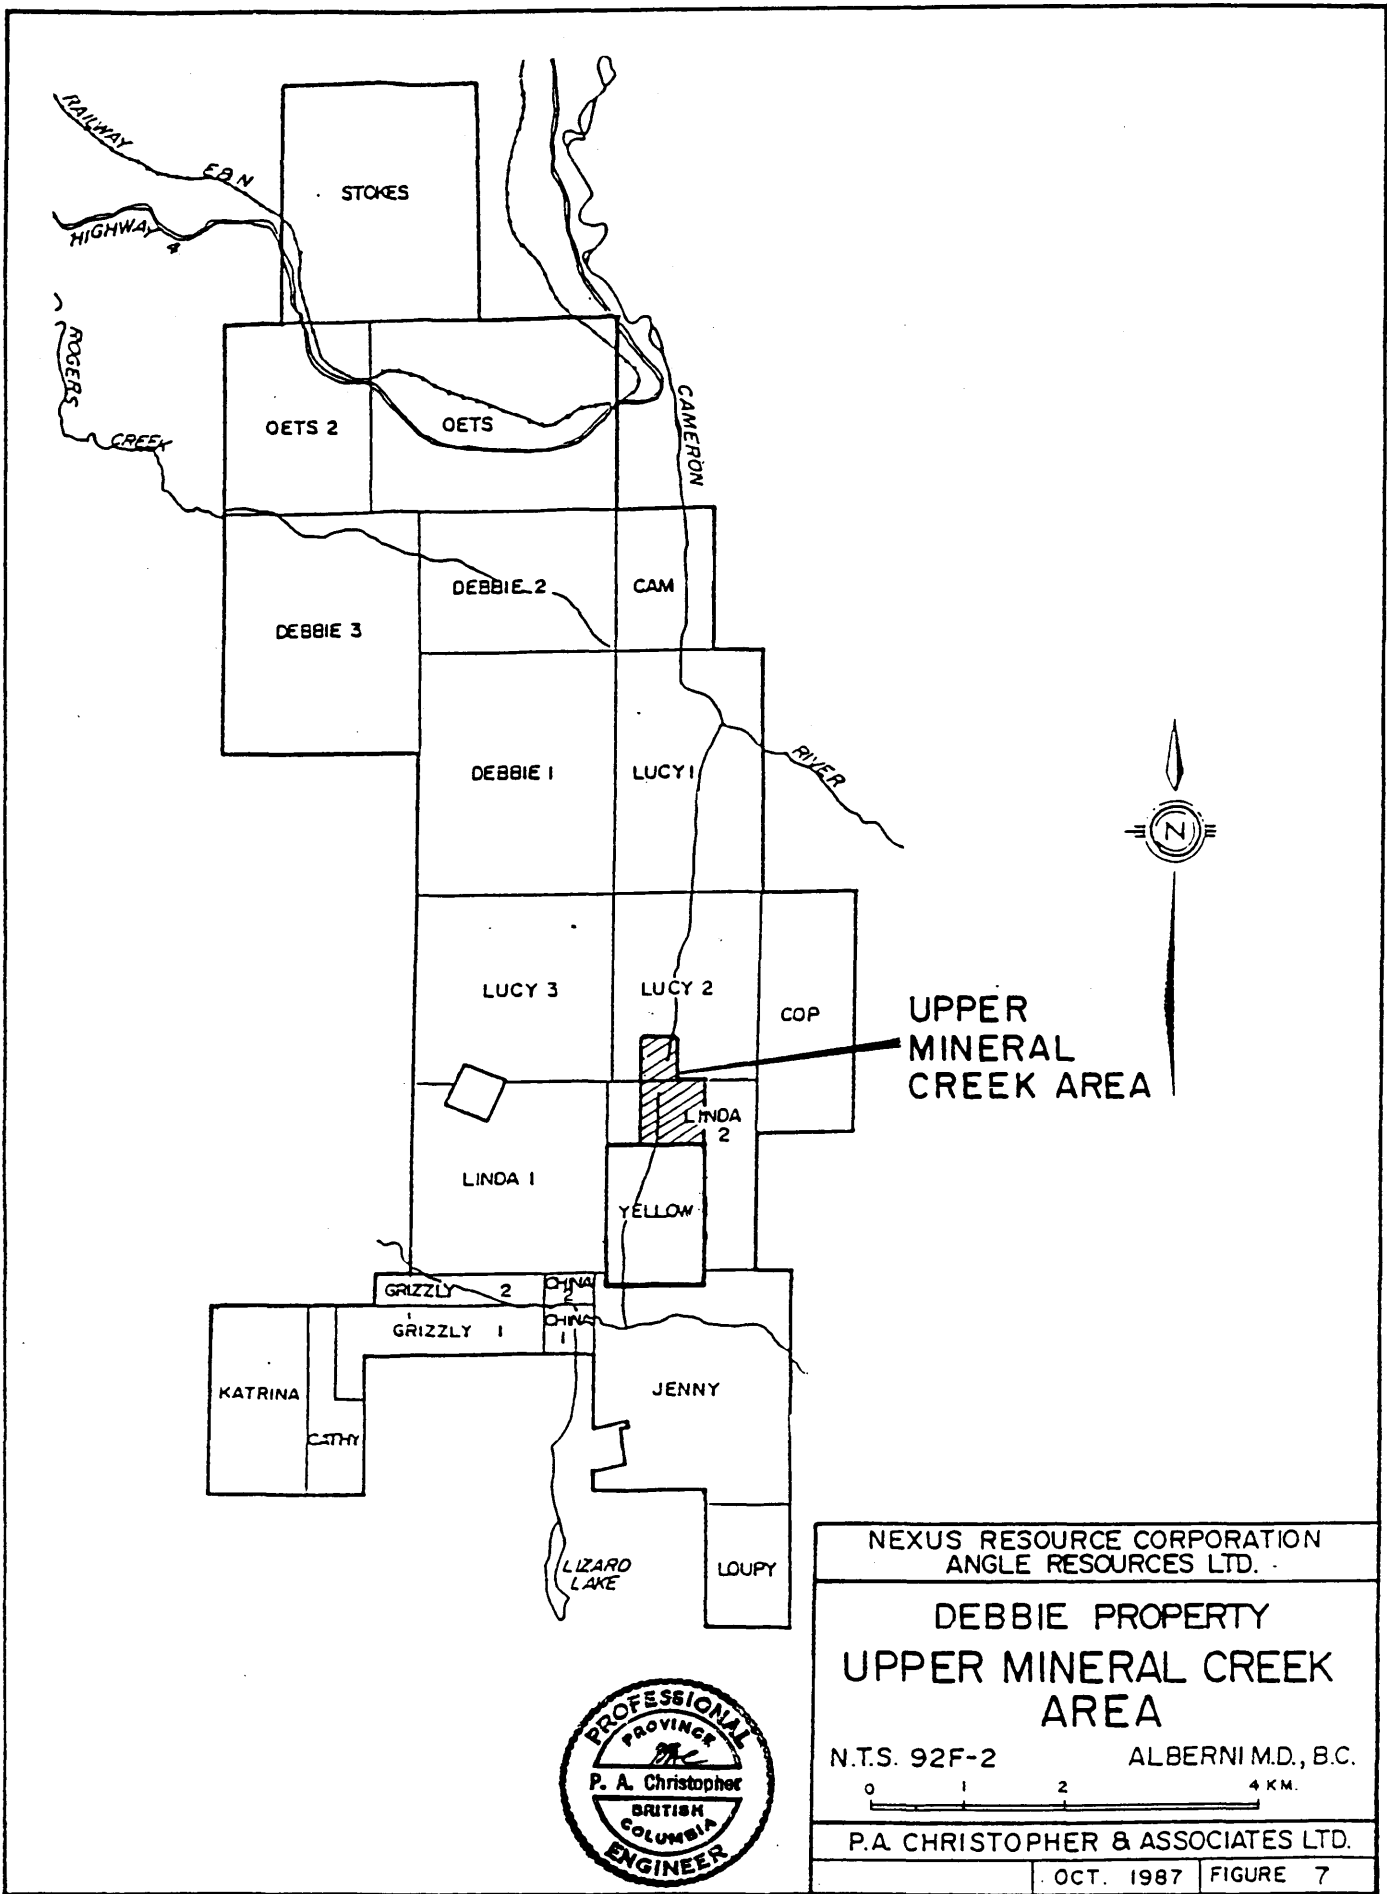 RAILWAY
E&N
STOKES
HIGHWAY
4
ROGERS
CREEK
OETS 2
OETS
CAMERON
DEBBIE 2
CAM
DEBBIE 3
DEBBIE 1
LUCY 1
RIVER
N
LUCY 3
LUCY 2
COP
UPPER
MINERAL
CREEK AREA
LINDA
2
LINDA 1
YELLOW
GRIZZLY 2
CHINA
2
GRIZZLY 1
CHINA
1
KATRINA
CATHY
JENNY
LIZARD
LAKE
LOUPY
NEXUS RESOURCE CORPORATION
ANGLE RESOURCES LTD.
DEBBIE PROPERTY
UPPER MINERAL CREEK
AREA
N.T.S. 92F-2 ALBERNI M.D., B.C.
0 1 2 4 KM.
P.A. CHRISTOPHER & ASSOCIATES LTD.
OCT. 1987 FIGURE 7
PROFESSIONAL
PROVINCE
P. A. Christopher
BRITISH
COLUMBIA
ENGINEER